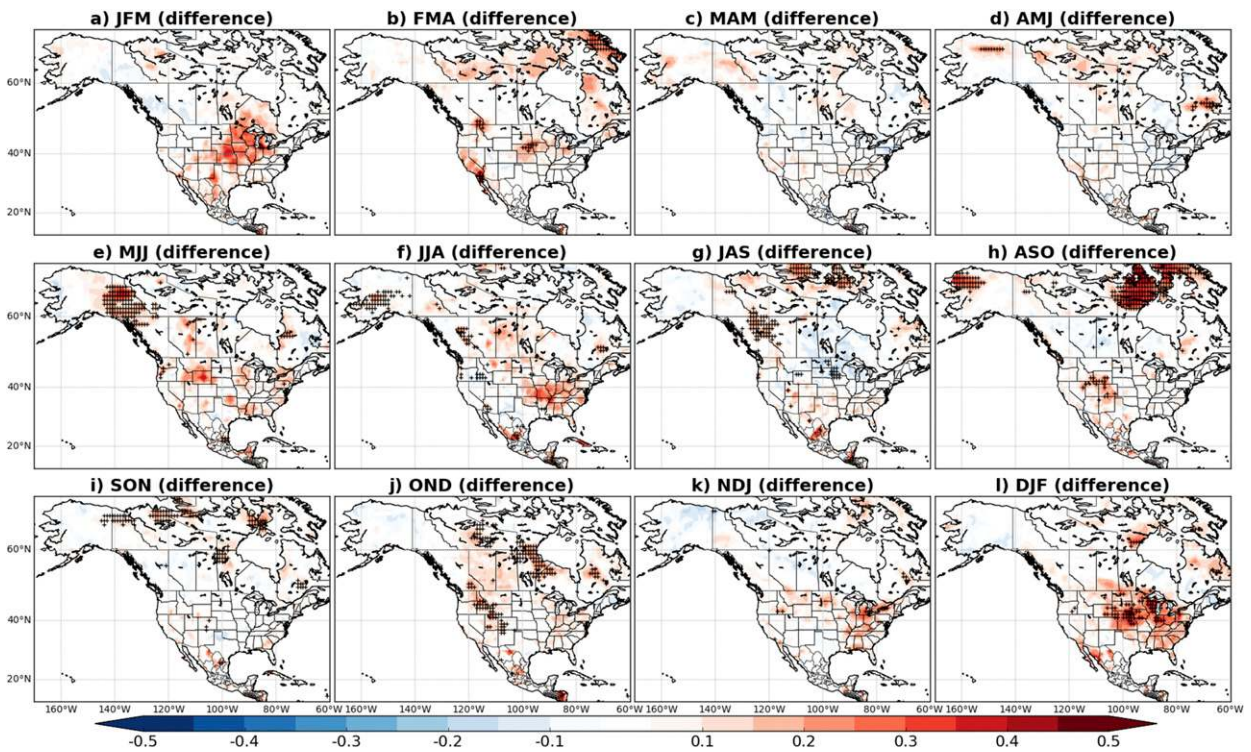 a) JFM (difference) b) FMA (difference) c) MAM (difference) d) AMJ (difference)
60°N
40°N
20°N
e) MJJ (difference) f) JJA (difference) g) JAS (difference) h) ASO (difference)
60°N
40°N
20°N
i) SON (difference) j) OND (difference) k) NDJ (difference) l) DJF (difference)
60°N
40°N
20°N
160°W 140°W 120°W 100°W 80°W 60°W 160°W 140°W 120°W 100°W 80°W 60°W 160°W 140°W 120°W 100°W 80°W 60°W 160°W 140°W 120°W 100°W 80°W 60°W
-0.5 -0.4 -0.3 -0.2 -0.1 0.1 0.2 0.3 0.4 0.5